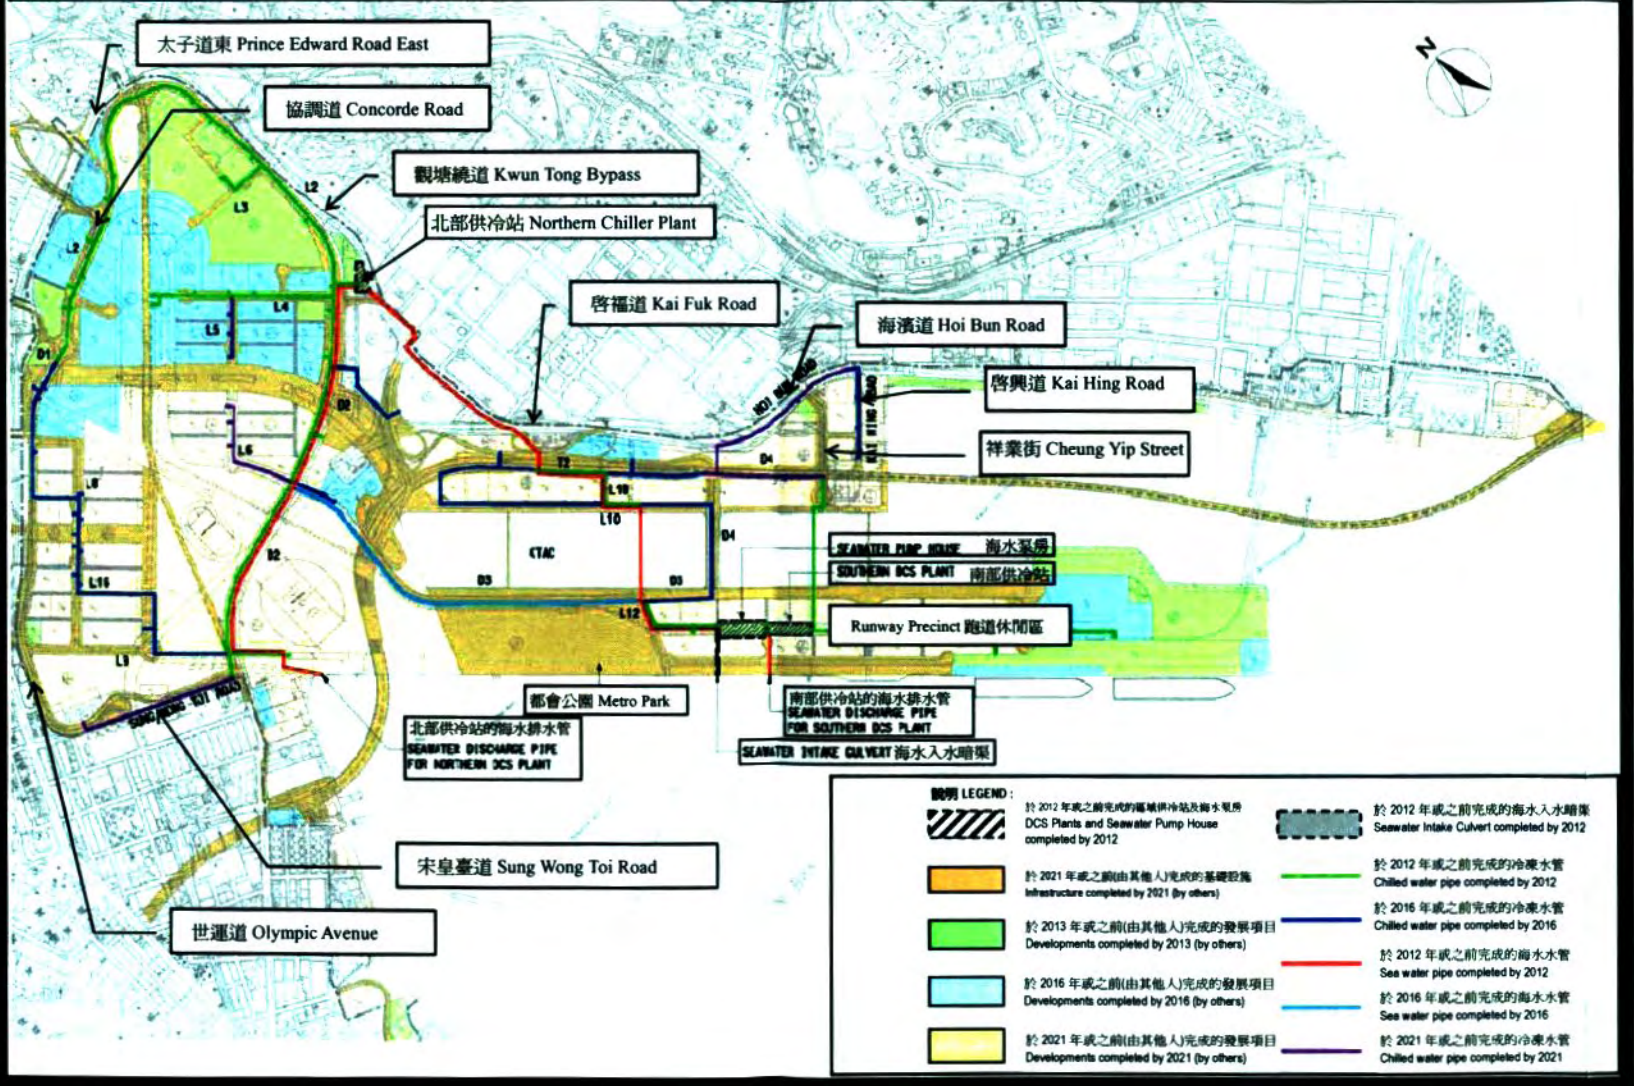 N
太子道東 Prince Edward Road East
協調道 Concorde Road
觀塘繞道 Kwun Tong Bypass
北部供冷站 Northern Chiller Plant
啓福道 Kai Fuk Road
海濱道 Hoi Bun Road
啓興道 Kai Hing Road
祥業街 Cheung Yip Street
L2
L3
L2
L4
L5
D1
D2
HOI BUN ROAD
KAI HING ROAD
L6
T2
D4
L8
L10
L10
D4
D2
KTAC
D3
D3
L16
L12
L9
SEAWATER PUMP HOUSE 海水泵房
SOUTHERN DCS PLANT 南部供冷站
Runway Precinct 跑道休閒區
SUNG WONG TOI ROAD
都會公園 Metro Park
北部供冷站的海水排水管
SEAWATER DISCHARGE PIPE
FOR NORTHERN DCS PLANT
南部供冷站的海水排水管
SEAWATER DISCHARGE PIPE
FOR SOUTHERN DCS PLANT
SEAWATER INTAKE CULVERT 海水入水暗渠
宋皇臺道 Sung Wong Toi Road
世運道 Olympic Avenue
說明 LEGEND :
於 2012 年或之前完成的區域供冷站及海水泵房
DCS Plants and Seawater Pump House
completed by 2012
於 2021 年或之前(由其他人)完成的基礎設施
Infrastructure completed by 2021 (by others)
於 2013 年或之前(由其他人)完成的發展項目
Developments completed by 2013 (by others)
於 2016 年或之前(由其他人)完成的發展項目
Developments completed by 2016 (by others)
於 2021 年或之前(由其他人)完成的發展項目
Developments completed by 2021 (by others)
於 2012 年或之前完成的海水入水暗渠
Seawater Intake Culvert completed by 2012
於 2012 年或之前完成的冷凍水管
Chilled water pipe completed by 2012
於 2016 年或之前完成的冷凍水管
Chilled water pipe completed by 2016
於 2012 年或之前完成的海水水管
Sea water pipe completed by 2012
於 2016 年或之前完成的海水水管
Sea water pipe completed by 2016
於 2021 年或之前完成的冷凍水管
Chilled water pipe completed by 2021